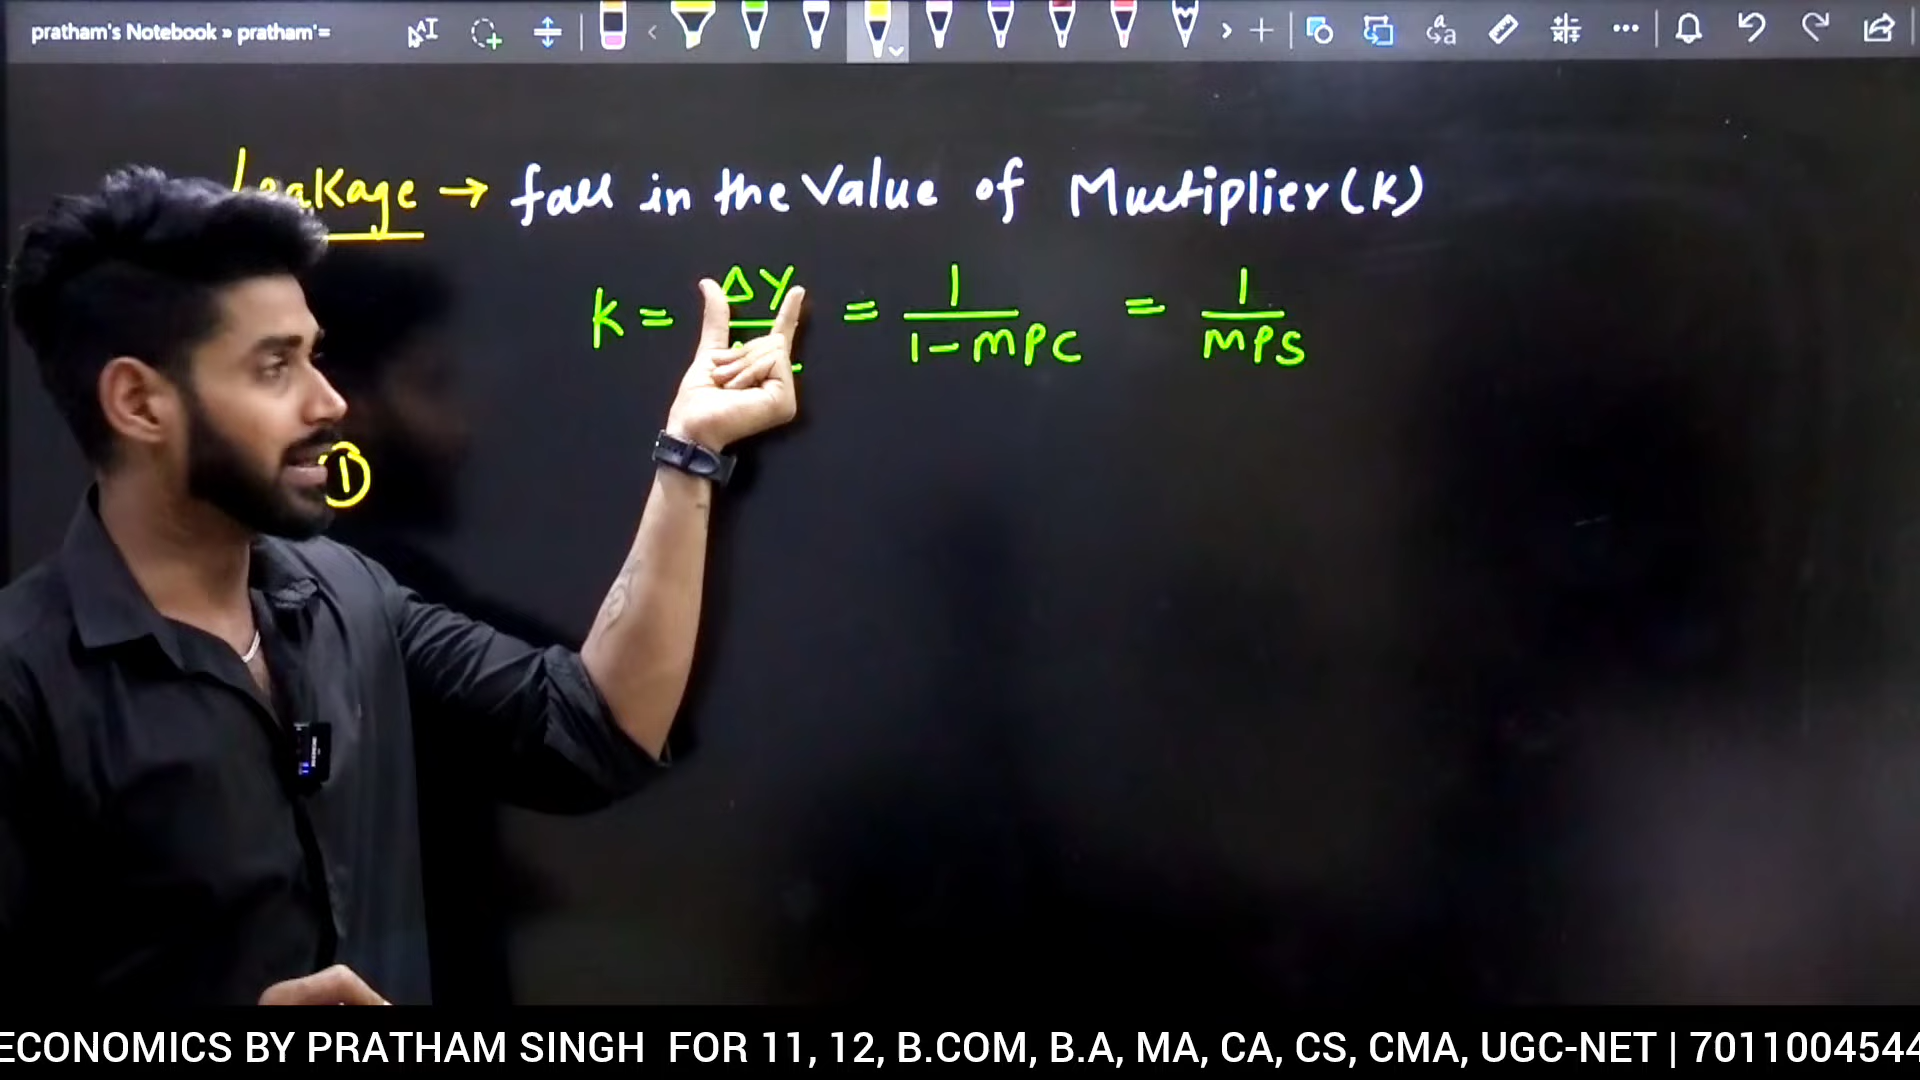 pratham's Notebook » pratham'=
Leakage → fall in the Value of Multiplier (K)
K = ΔY = 1 / 1 - MPC = 1 / MPS
①
ECONOMICS BY PRATHAM SINGH FOR 11, 12, B.COM, B.A, MA, CA, CS, CMA, UGC-NET | 7011004544